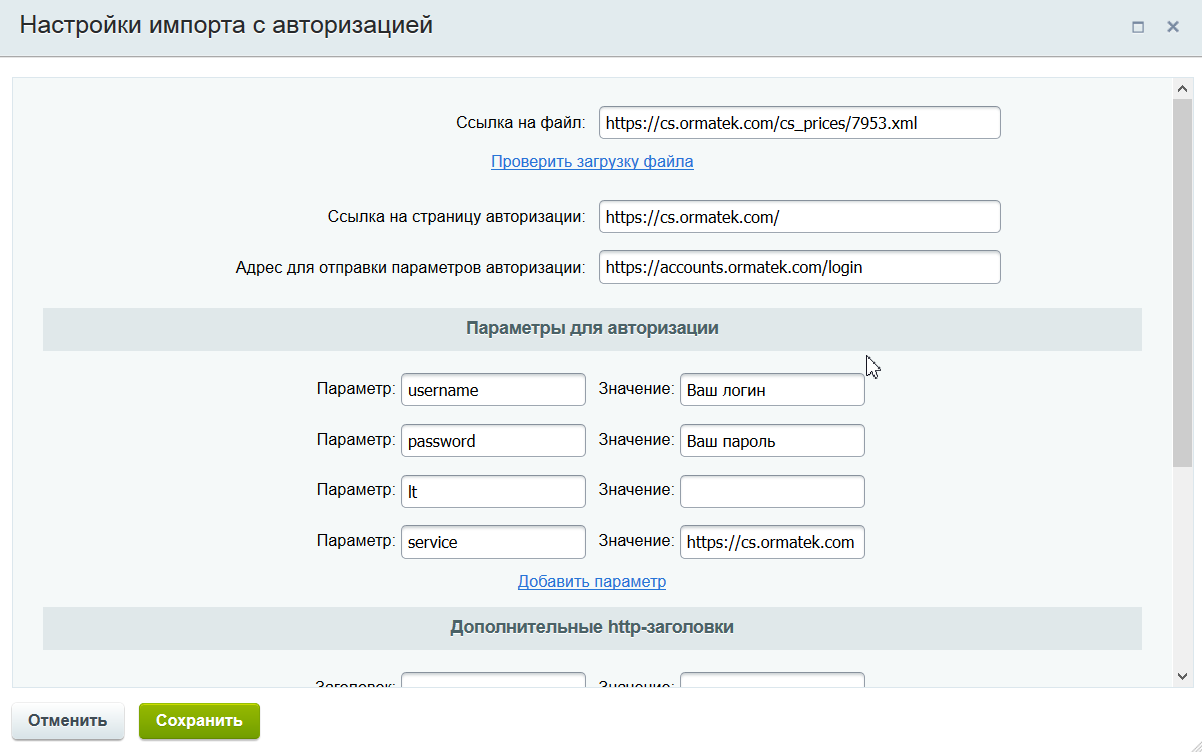 Настройки импорта с авторизацией
Ссылка на файл: https://cs.ormatek.com/cs_prices/7953.xml
Проверить загрузку файла
Ссылка на страницу авторизации: https://cs.ormatek.com/
Адрес для отправки параметров авторизации: https://accounts.ormatek.com/login
Параметры для авторизации
Параметр: username Значение: Ваш логин
Параметр: password Значение: Ваш пароль
Параметр: lt Значение:
Параметр: service Значение: https://cs.ormatek.com
Добавить параметр
Дополнительные http-заголовки
Заголовок: Значение:
Отменить Сохранить